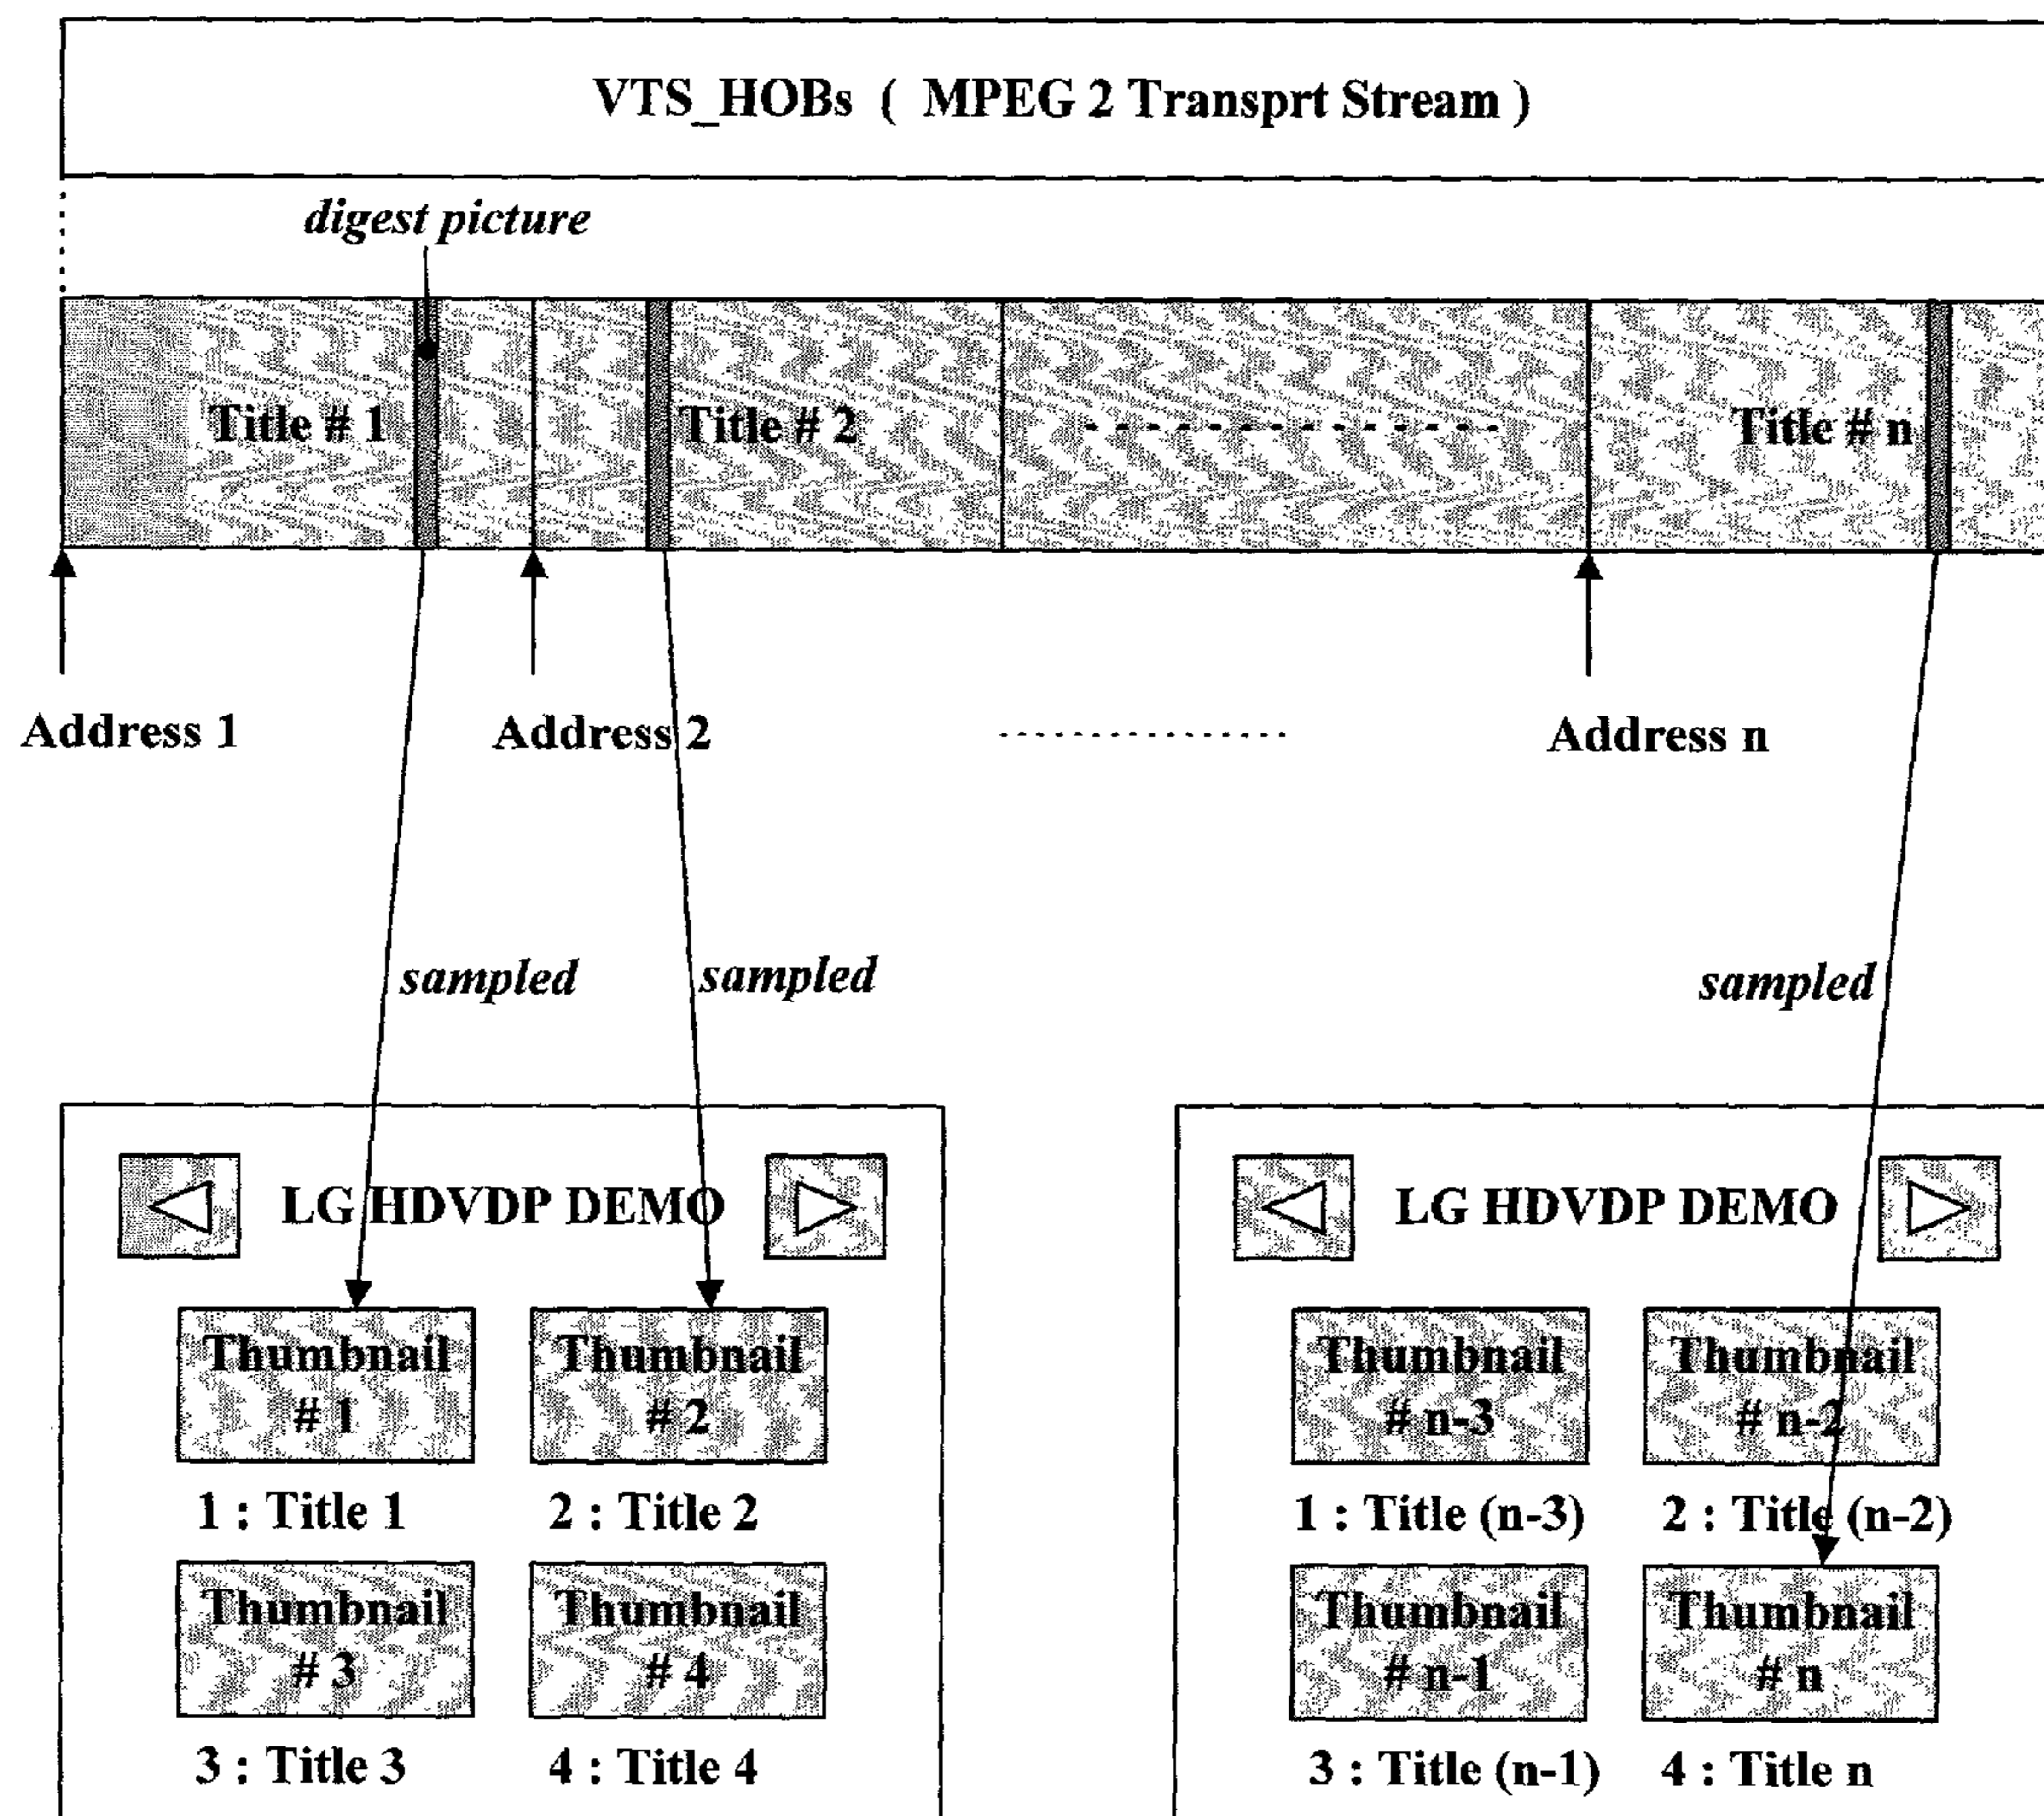 VTS_HOBs ( MPEG 2 Transprt Stream )
digest picture
Title # 1
Title # 2
Title # n
Address 1
Address 2
Address n
sampled
sampled
sampled
LG HDVDP DEMO
Thumbnail
# 1
Thumbnail
# 2
1 : Title 1
2 : Title 2
Thumbnail
# 3
Thumbnail
# 4
3 : Title 3
4 : Title 4
LG HDVDP DEMO
Thumbnail
# n-3
Thumbnail
# n-2
1 : Title (n-3)
2 : Title (n-2)
Thumbnail
# n-1
Thumbnail
# n
3 : Title (n-1)
4 : Title n